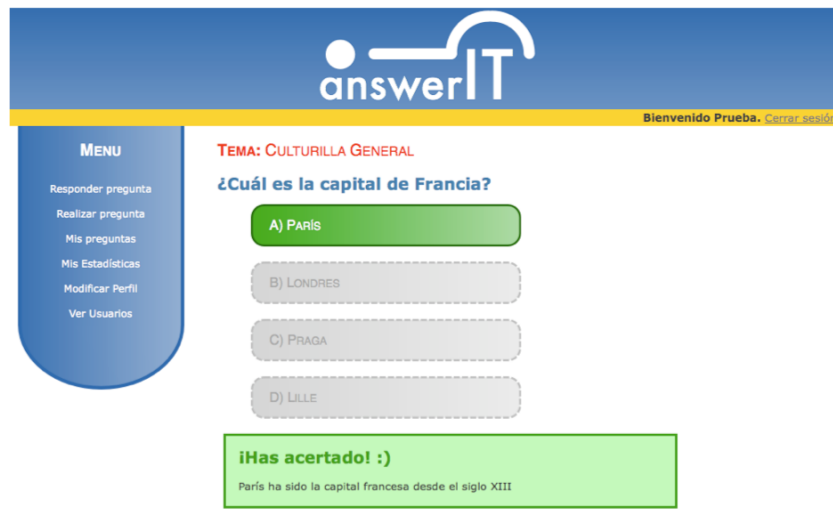 answerIT
Bienvenido Prueba. Cerrar sesión
MENU
Responder pregunta
Realizar pregunta
Mis preguntas
Mis Estadísticas
Modificar Perfil
Ver Usuarios
TEMA: CULTURILLA GENERAL
¿Cuál es la capital de Francia?
A) PARÍS
B) LONDRES
C) PRAGA
D) LILLE
¡Has acertado! :)
París ha sido la capital francesa desde el siglo XIII